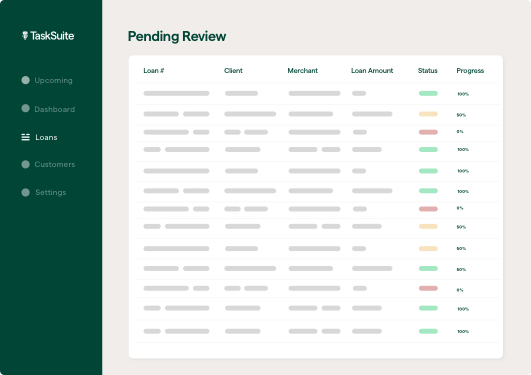 TaskSuite
Upcoming
Dashboard
Loans
Customers
Settings
Pending Review
Loan # Client Merchant Loan Amount Status Progress
100%
50%
0%
100%
100%
100%
0%
50%
50%
50%
0%
100%
100%